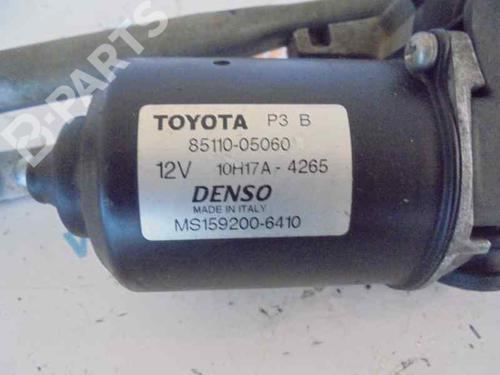 B-PARTS
TOYOTA P3 B
85110-05060
12V 10H17A-4265
DENSO
MADE IN ITALY
MS159200-6410